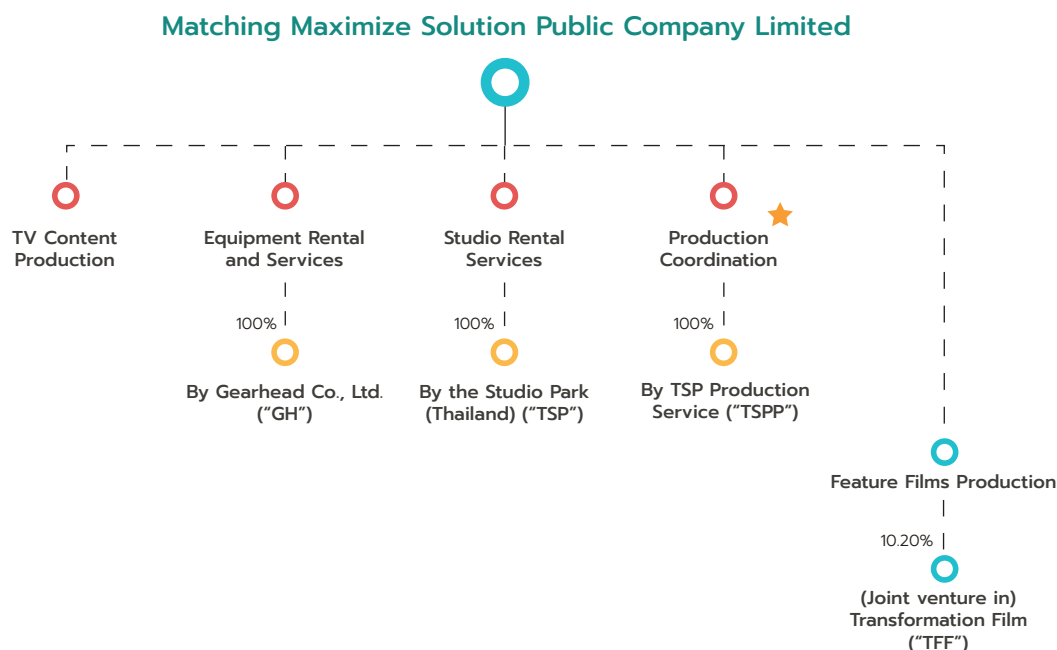 Matching Maximize Solution Public Company Limited
TV Content
Production
Equipment Rental
and Services
Studio Rental
Services
Production
Coordination
100%
100%
100%
By Gearhead Co., Ltd.
(“GH”)
By the Studio Park
(Thailand) (“TSP”)
By TSP Production
Service (“TSPP”)
Feature Films Production
10.20%
(Joint venture in)
Transformation Film
(“TFF”)